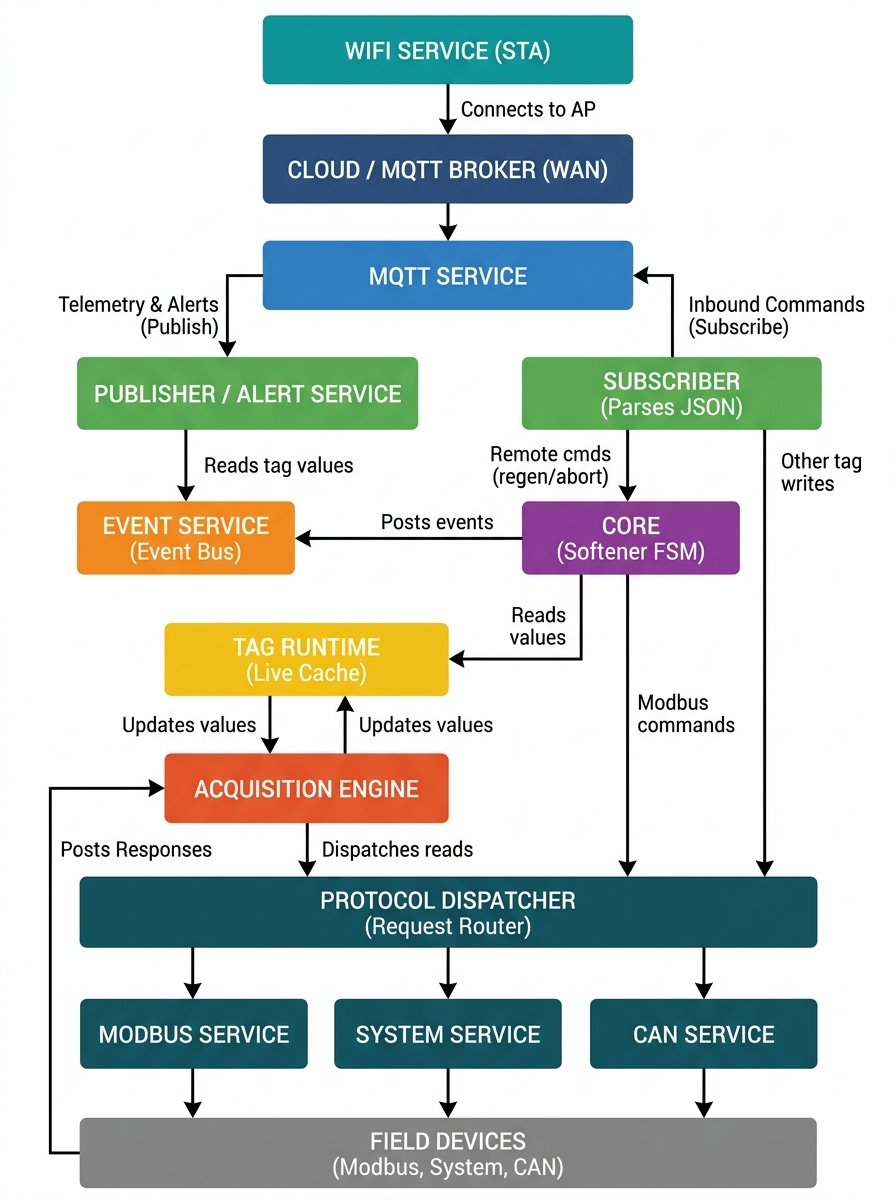 WIFI SERVICE (STA)
Connects to AP
CLOUD / MQTT BROKER (WAN)
MQTT SERVICE
Telemetry & Alerts
(Publish)
Inbound Commands
(Subscribe)
PUBLISHER / ALERT SERVICE
SUBSCRIBER
(Parses JSON)
Reads tag values
Remote cmds
(regen/abort)
Other tag
writes
EVENT SERVICE
(Event Bus)
Posts events
CORE
(Softener FSM)
Reads
values
TAG RUNTIME
(Live Cache)
Updates values
Updates values
Modbus
commands
ACQUISITION ENGINE
Posts Responses
Dispatches reads
PROTOCOL DISPATCHER
(Request Router)
MODBUS SERVICE
SYSTEM SERVICE
CAN SERVICE
FIELD DEVICES
(Modbus, System, CAN)